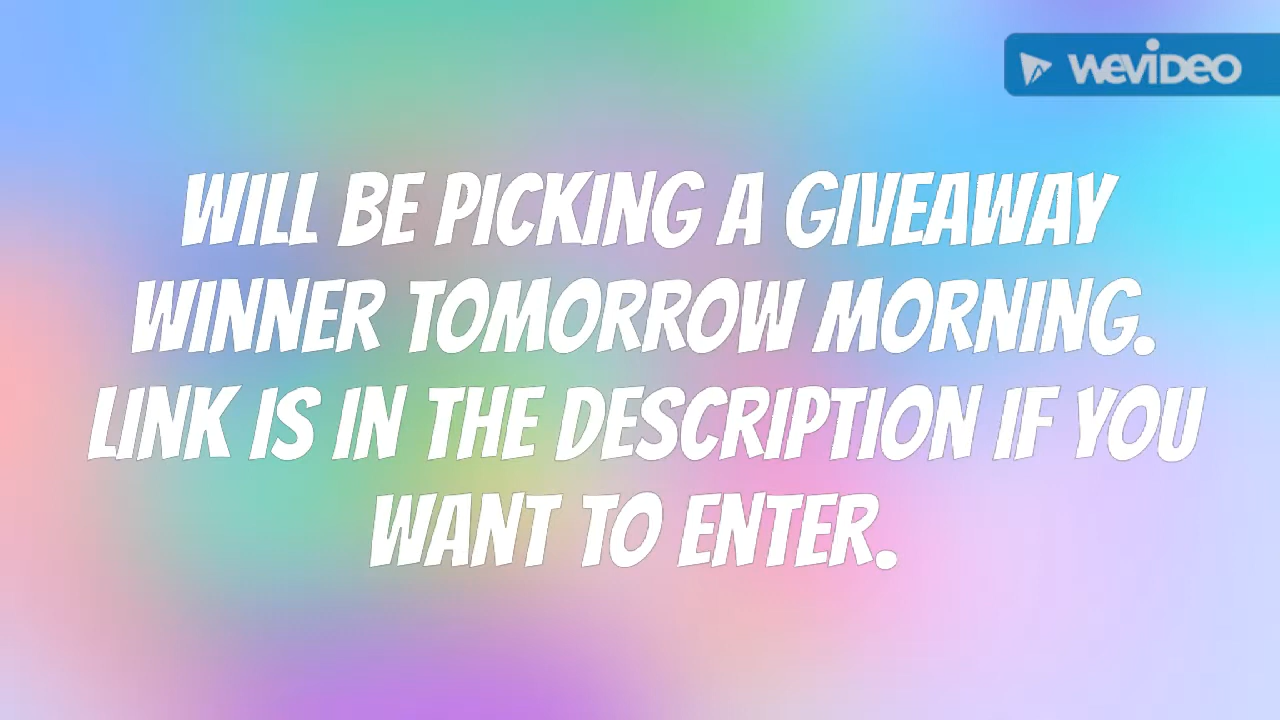 WEVIDEO
WILL BE PICKING A GIVEAWAY
WINNER TOMORROW MORNING.
LINK IS IN THE DESCRIPTION IF YOU
WANT TO ENTER.